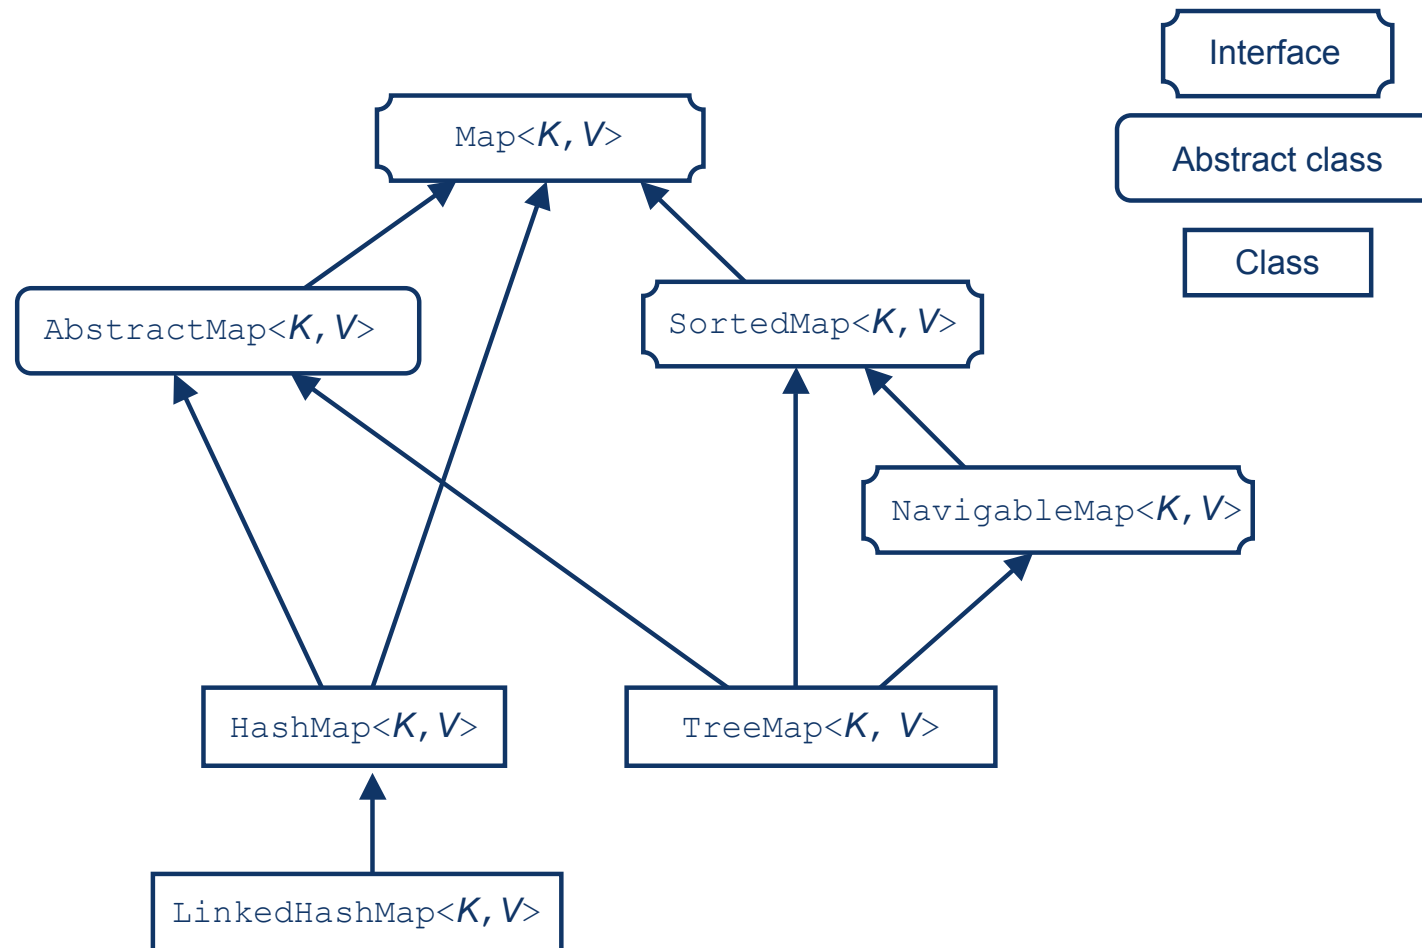 Interface
Map<K, V>
Abstract class
Class
AbstractMap<K, V>
SortedMap<K, V>
NavigableMap<K, V>
HashMap<K, V>
TreeMap<K, V>
LinkedHashMap<K, V>